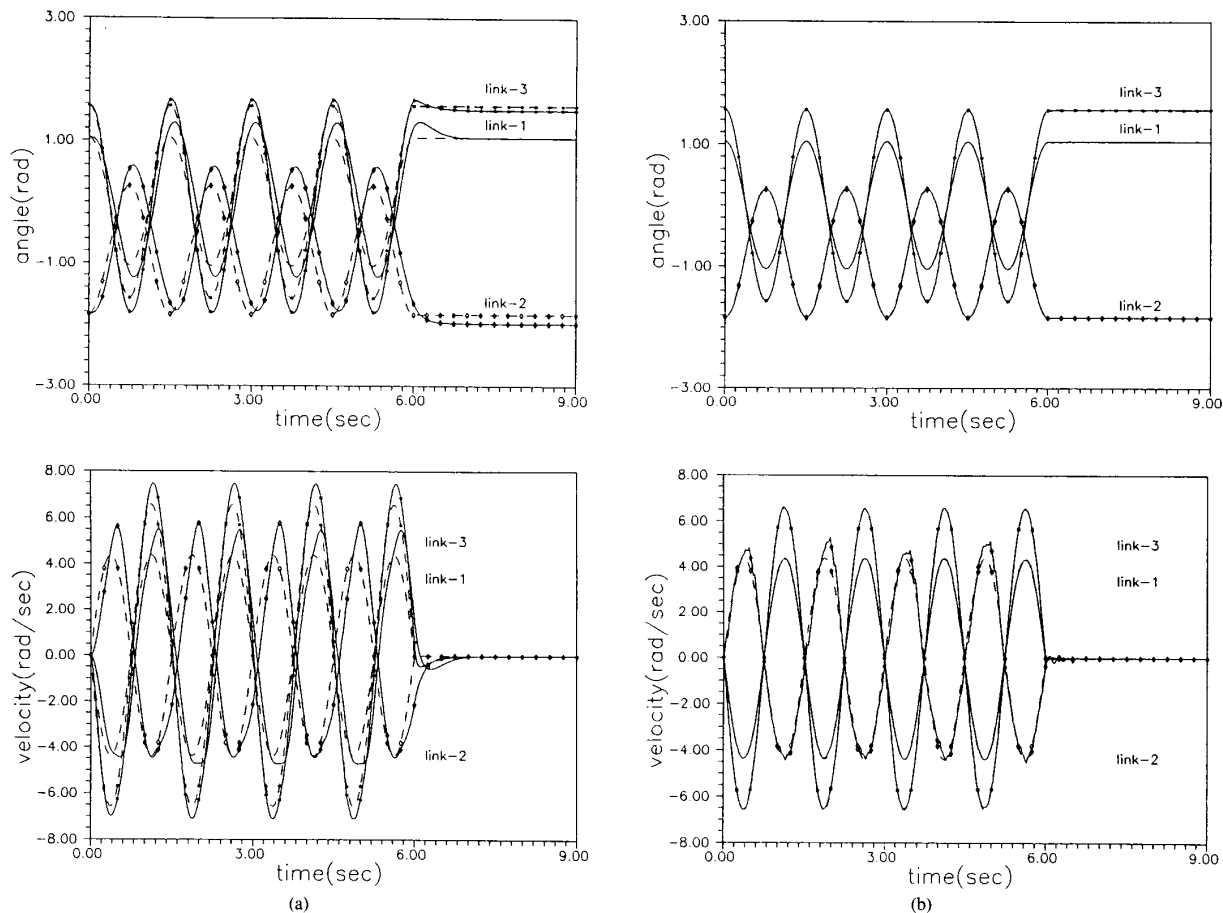 3.00
1.00
-1.00
-3.00
angle(rad)
link-3
link-1
link-2
0.00 3.00 6.00 9.00
time(sec)
3.00
1.00
-1.00
-3.00
angle(rad)
link-3
link-1
link-2
0.00 3.00 6.00 9.00
time(sec)
8.00
6.00
4.00
2.00
0.00
-2.00
-4.00
-6.00
-8.00
velocity(rad/sec)
link-3
link-1
link-2
0.00 3.00 6.00 9.00
time(sec)
(a)
8.00
6.00
4.00
2.00
0.00
-2.00
-4.00
-6.00
-8.00
velocity(rad/sec)
link-3
link-1
link-2
0.00 3.00 6.00 9.00
time(sec)
(b)